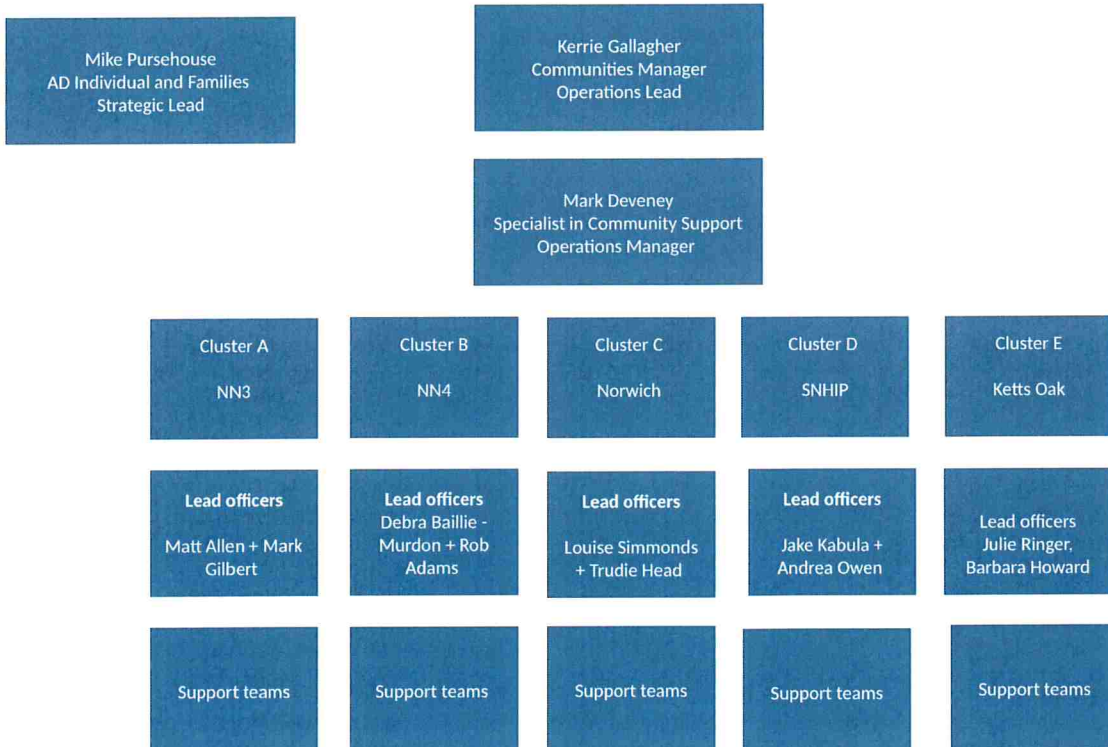 Mike Pursehouse
AD Individual and Families
Strategic Lead
Kerrie Gallagher
Communities Manager
Operations Lead
Mark Deveney
Specialist in Community Support
Operations Manager
Cluster A
NN3
Cluster B
NN4
Cluster C
Norwich
Cluster D
SNHIP
Cluster E
Ketts Oak
Lead officers
Matt Allen + Mark
Gilbert
Lead officers
Debra Baillie -
Murdon + Rob
Adams
Lead officers
Louise Simmonds
+ Trudie Head
Lead officers
Jake Kabula +
Andrea Owen
Lead officers
Julie Ringer,
Barbara Howard
Support teams
Support teams
Support teams
Support teams
Support teams